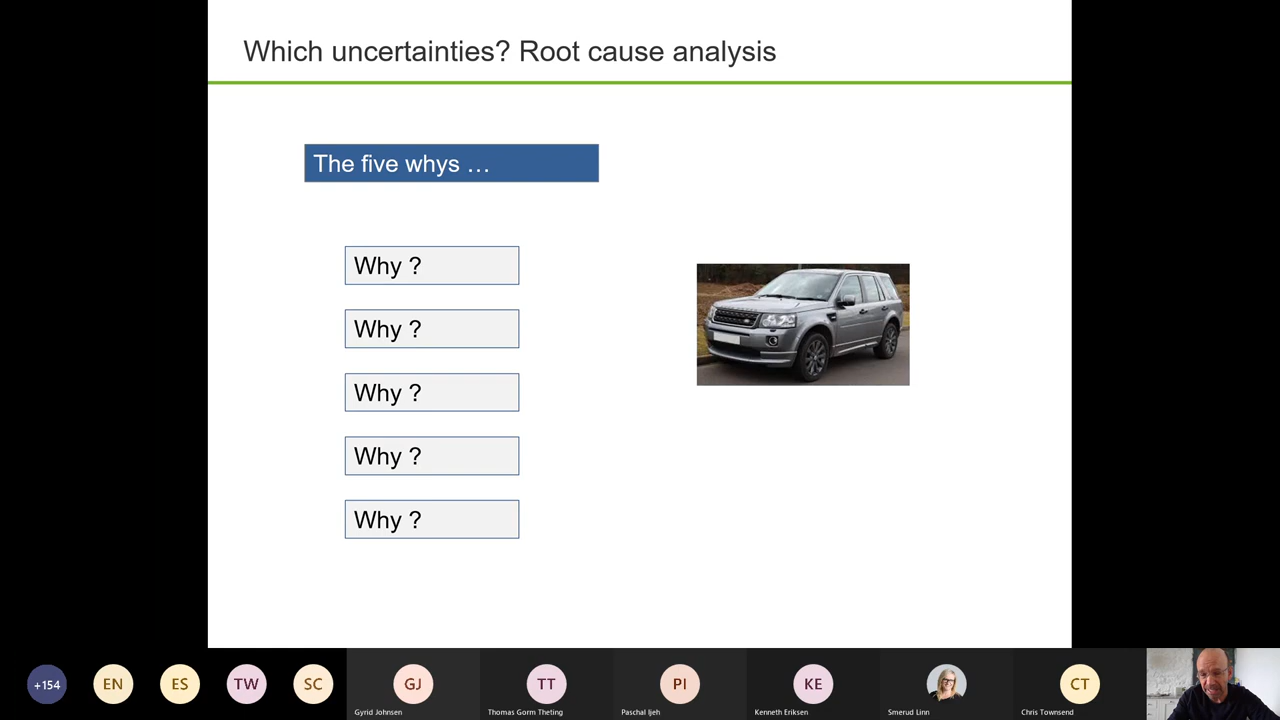 Which uncertainties? Root cause analysis
The five whys …
Why ?
Why ?
Why ?
Why ?
Why ?
+154
EN
ES
TW
SC
GJ
TT
PI
KE
CT
Gyrid Johnsen
Thomas Gorm Theting
Paschal Ijeh
Kenneth Eriksen
Smerud Linn
Chris Townsend